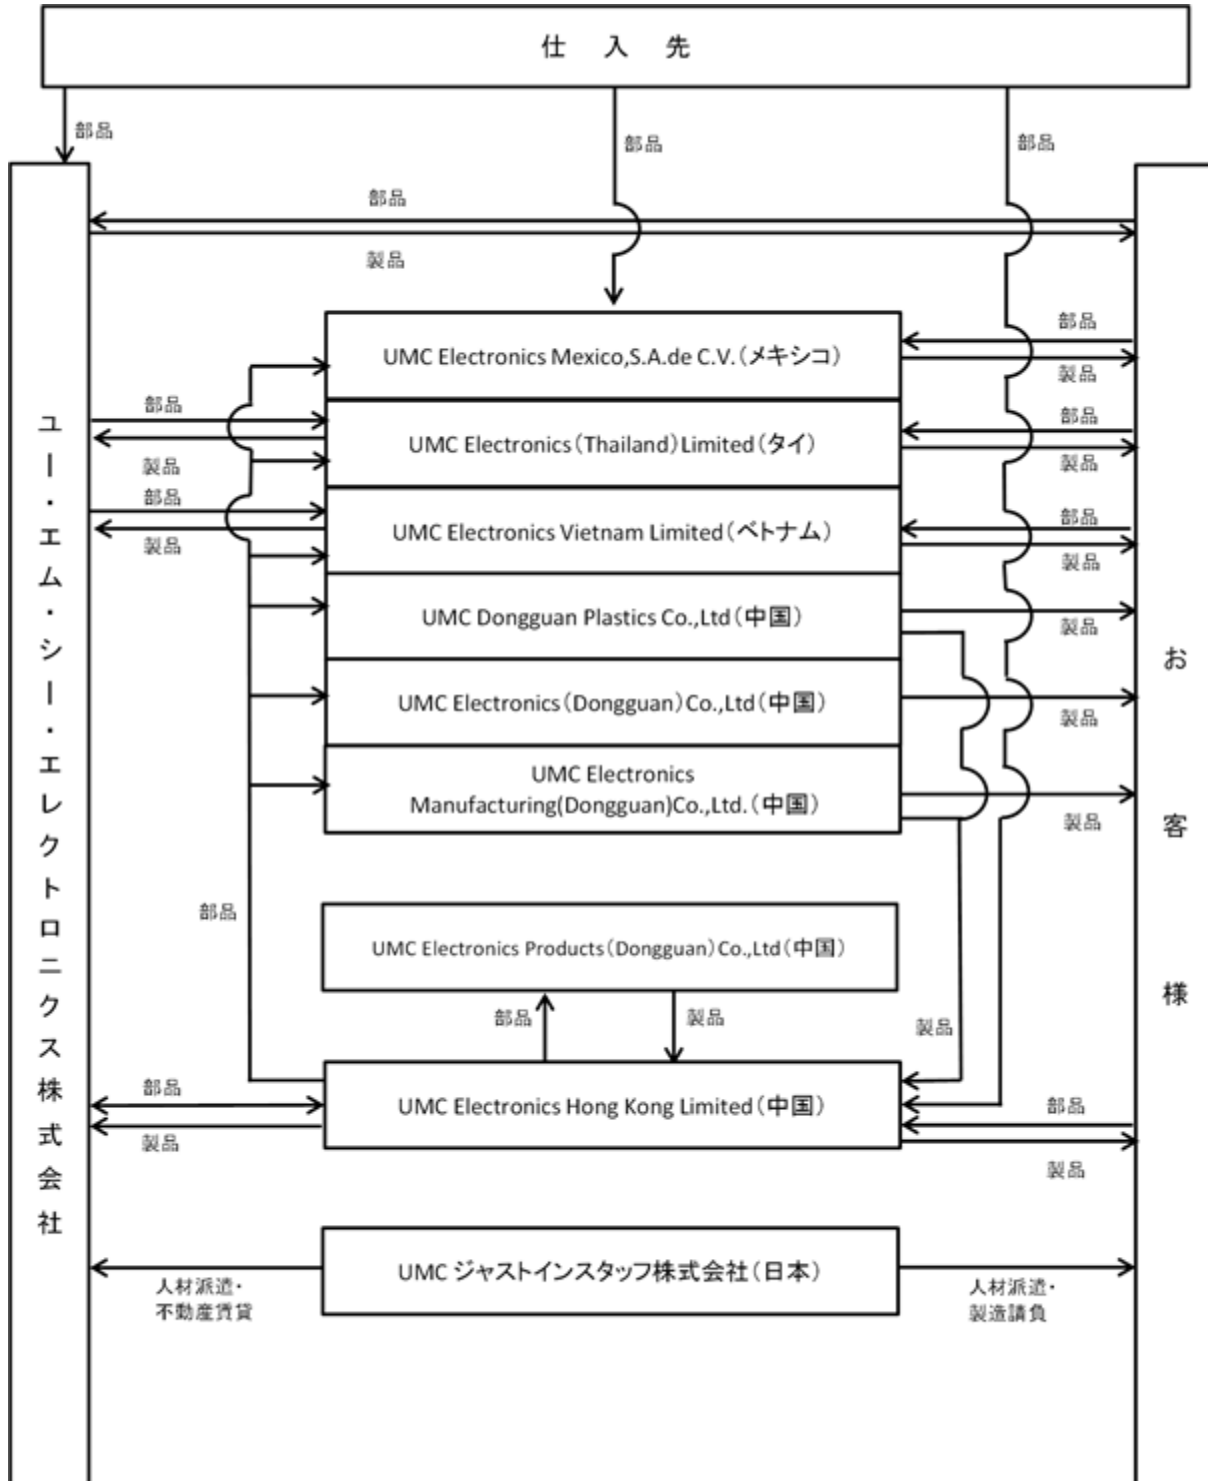 仕入先
部品
部品
部品
部品
製品
ユー・エム・シー・エレクトロニクス株式会社
お客様
UMC Electronics Mexico,S.A.de C.V.(メキシコ)
部品
製品
部品
製品
UMC Electronics(Thailand)Limited(タイ)
部品
製品
部品
製品
UMC Electronics Vietnam Limited(ベトナム)
部品
製品
UMC Dongguan Plastics Co.,Ltd(中国)
製品
UMC Electronics(Dongguan)Co.,Ltd(中国)
製品
UMC Electronics
Manufacturing(Dongguan)Co.,Ltd.(中国)
製品
部品
UMC Electronics Products(Dongguan)Co.,Ltd(中国)
部品
製品
製品
部品
製品
UMC Electronics Hong Kong Limited(中国)
部品
製品
UMC ジャストインスタッフ株式会社(日本)
人材派遣・
不動産賃貸
人材派遣・
製造請負